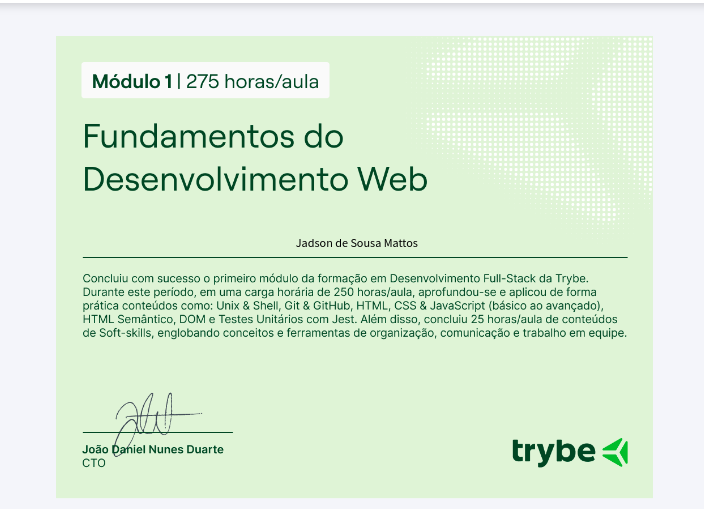 Módulo 1 | 275 horas/aula
Fundamentos do
Desenvolvimento Web
Jadson de Sousa Mattos
Concluiu com sucesso o primeiro módulo da formação em Desenvolvimento Full-Stack da Trybe.
Durante este período, em uma carga horária de 250 horas/aula, aprofundou-se e aplicou de forma
prática conteúdos como: Unix & Shell, Git & GitHub, HTML, CSS & JavaScript (básico ao avançado),
HTML Semântico, DOM e Testes Unitários com Jest. Além disso, concluiu 25 horas/aula de conteúdos
de Soft-skills, englobando conceitos e ferramentas de organização, comunicação e trabalho em equipe.
João Daniel Nunes Duarte
CTO
trybe